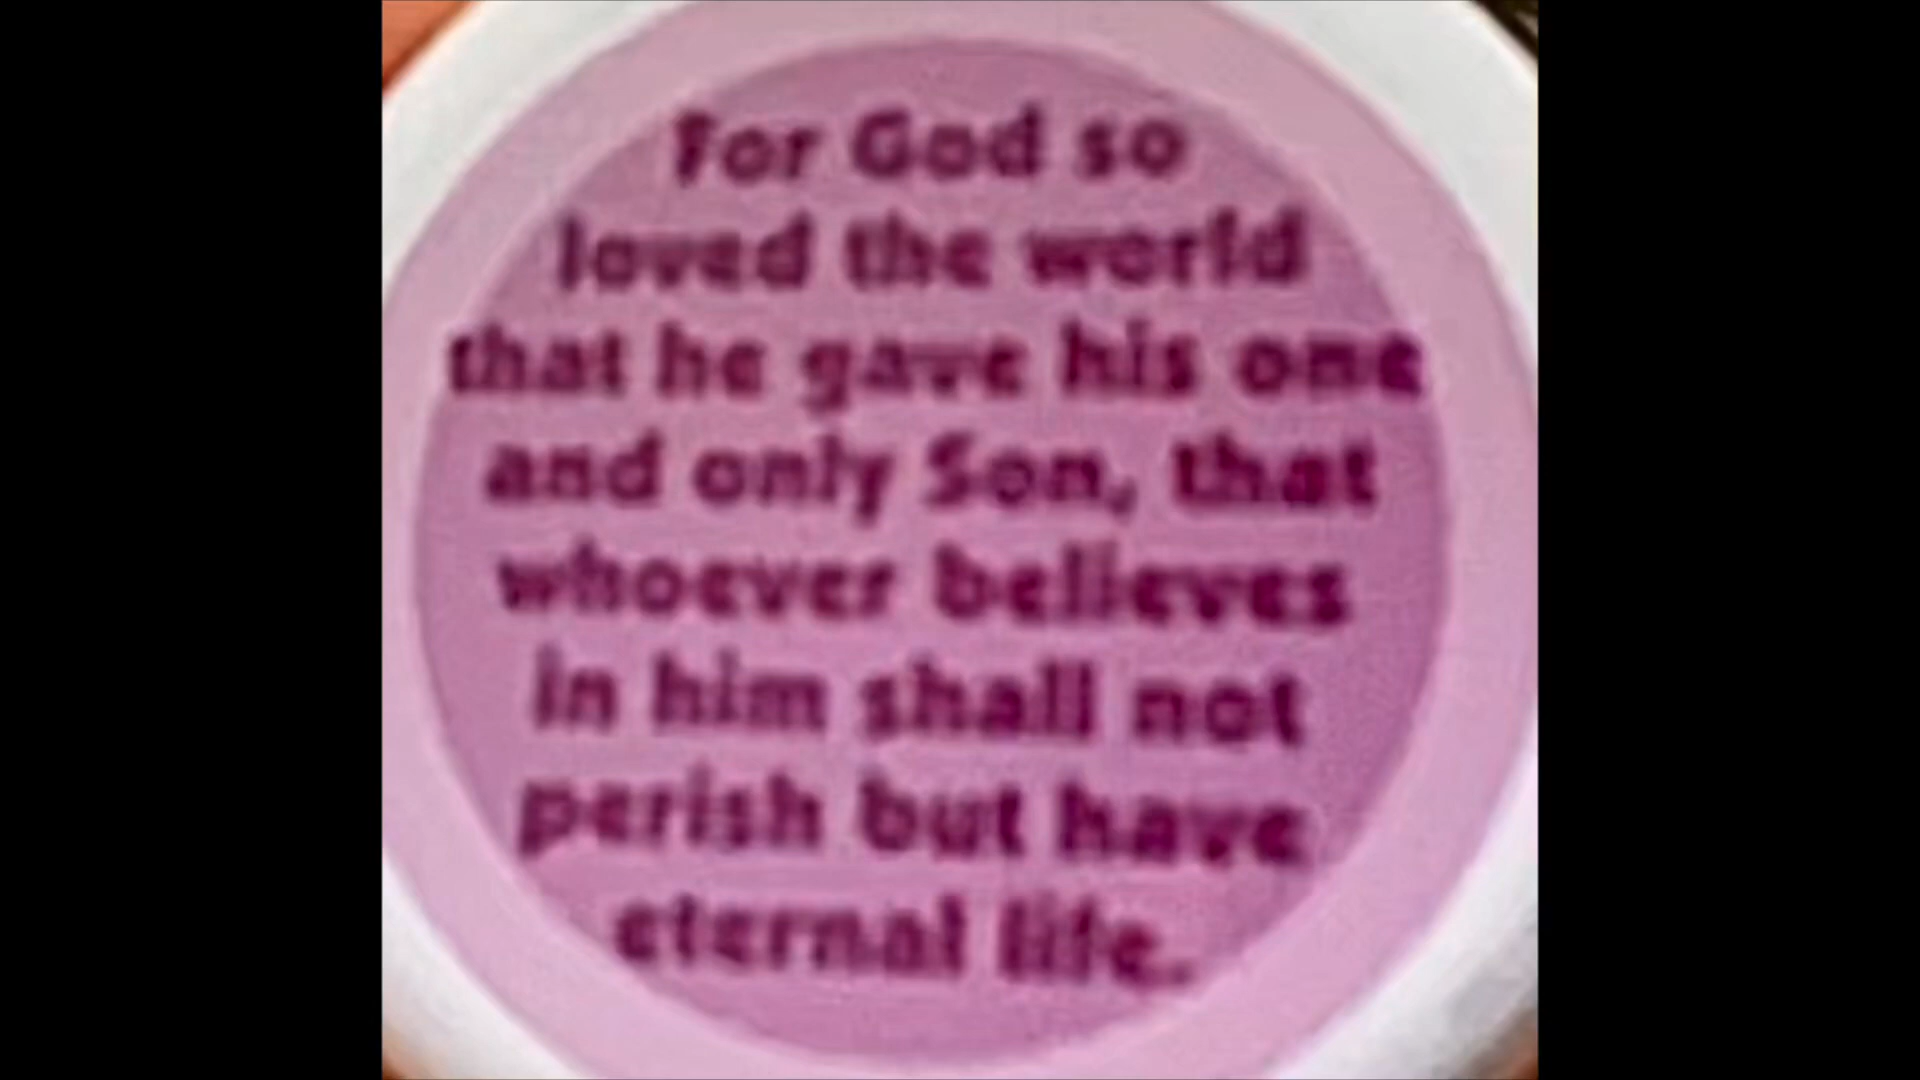 For God so
loved the world
that he gave his one
and only Son, that
whoever believes
in him shall not
perish but have
eternal life.